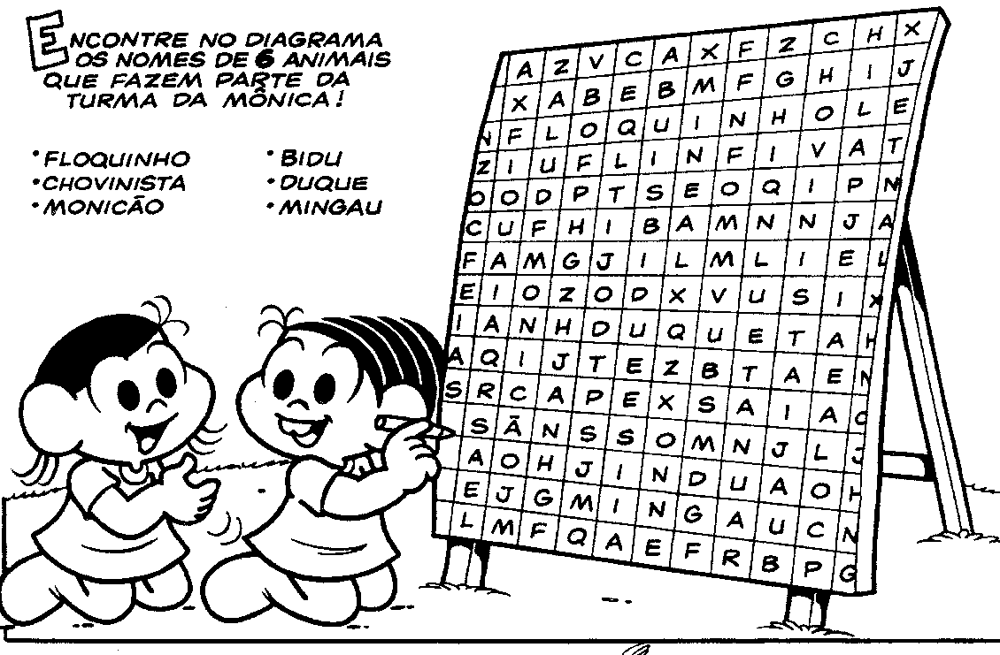 ENCONTRE NO DIAGRAMA
OS NOMES DE 6 ANIMAIS
QUE FAZEM PARTE DA
TURMA DA MÔNICA!
•FLOQUINHO
•CHOVINISTA
•MONICÃO
•BIDU
•DUQUE
•MINGAU
A Z V C A X F Z C H X
X A B E B M F G H I J
N F L O Q U I N H O L E
Z I U F L I N F I V A T
O O D P T S E O Q I P N
C U F H I B A M N N J A
F A M G J I L M L I E L
E I O Z O D X V U S I X
I A N H D U Q U E T A H
A Q I J T E Z B T A E N
S R C A P E X S A I A O
S Ã N S S O M N J L J
A O H J I N D U A O H
E J G M I N G A U C N
L M F Q A E F R B P G